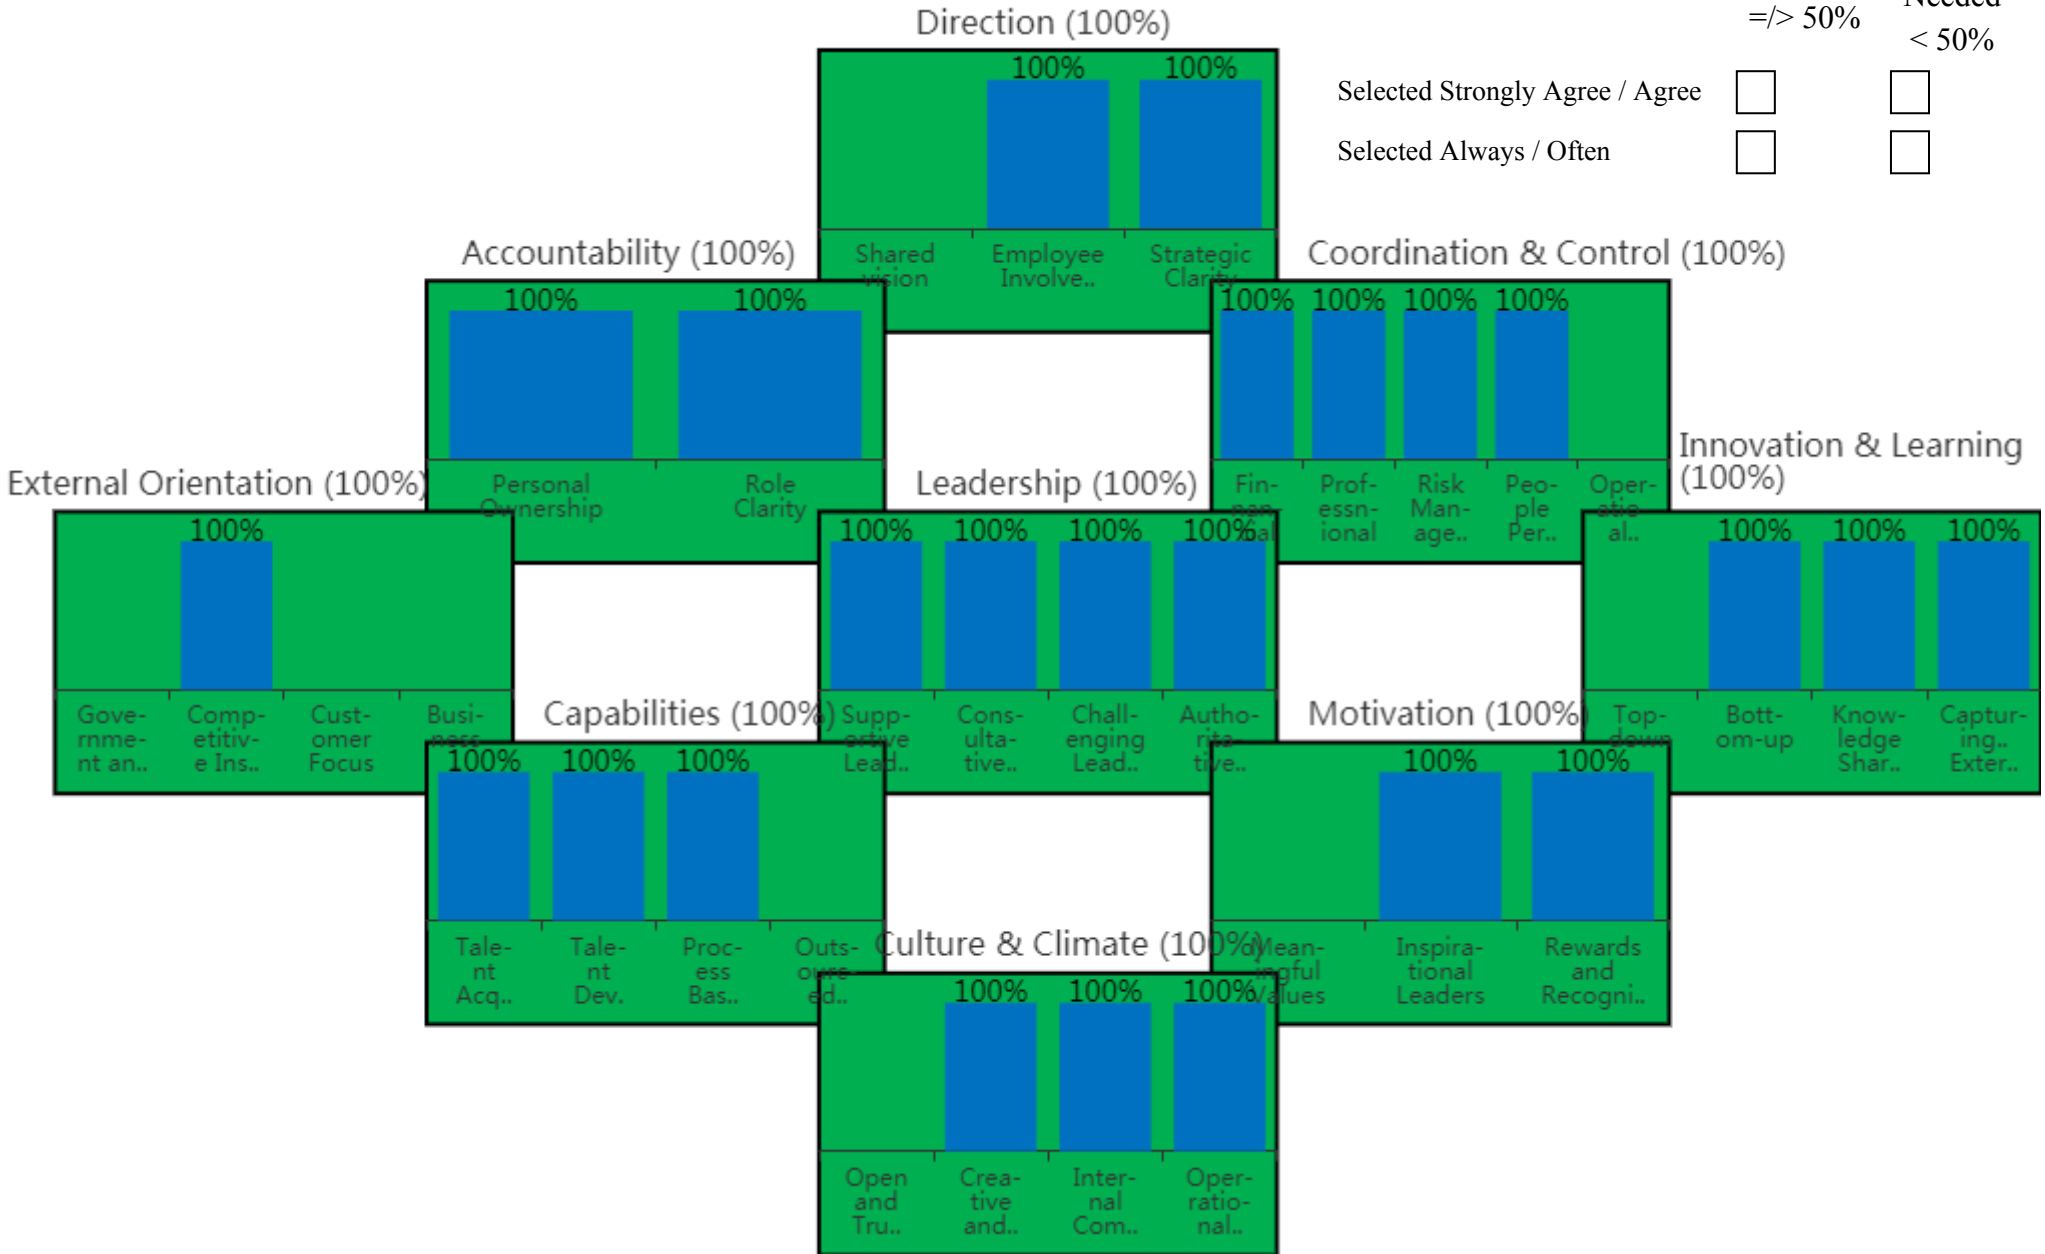 Direction (100%)
=/> 50%
Needed
< 50%
100%
100%
Selected Strongly Agree / Agree
Selected Always / Often
Shared
vision
Employee
Involve..
Strategic
Clarity
Accountability (100%)
100%
100%
Personal
Ownership
Role
Clarity
Coordination & Control (100%)
100%
100%
100%
100%
Fin-
nan-
cial
Prof-
essn-
ional
Risk
Man-
age..
Peo-
ple
Per..
Oper-
atio-
al..
External Orientation (100%)
100%
Gove-
rnme-
nt an..
Comp-
etitiv-
e Ins..
Cust-
omer
Focus
Busi-
ness
Leadership (100%)
100%
100%
100%
100%
Supp-
ortive
Lead..
Cons-
ulta-
tive..
Chall-
enging
Lead..
Autho-
rita-
tive..
Innovation & Learning
(100%)
100%
100%
100%
Top-
down
Bott-
om-up
Know-
ledge
Shar..
Captur-
ing..
Exter..
Capabilities (100%)
100%
100%
100%
Tale-
nt
Acq..
Tale-
nt
Dev.
Proc-
ess
Bas..
Outs-
ourc-
ed..
Motivation (100%)
100%
100%
Mean-
ingful
Values
Inspira-
tional
Leaders
Rewards
and
Recogni..
Culture & Climate (100%)
100%
100%
100%
Open
and
Tru..
Crea-
tive
and..
Inter-
nal
Com..
Oper-
ratio-
nal..